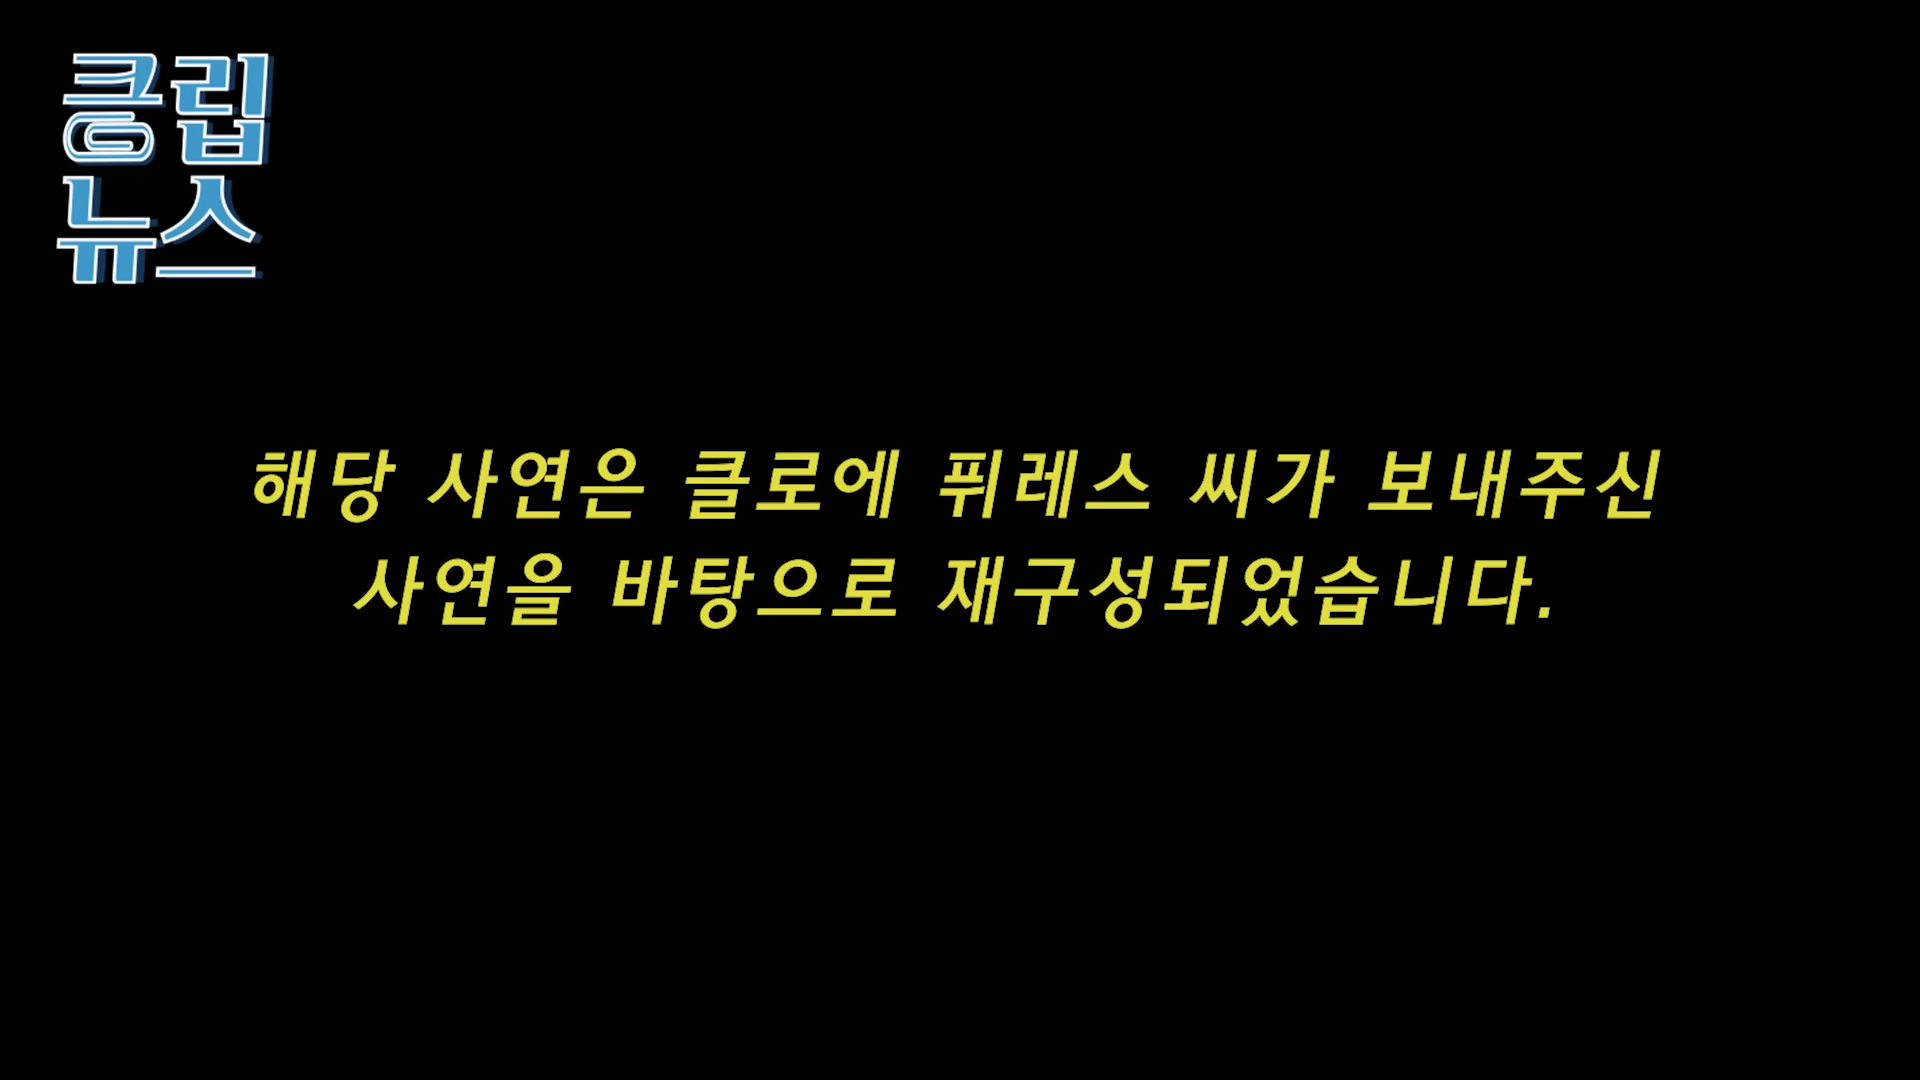 클립
뉴스
해당 사연은 클로에 퓌레스 씨가 보내주신
사연을 바탕으로 재구성되었습니다.